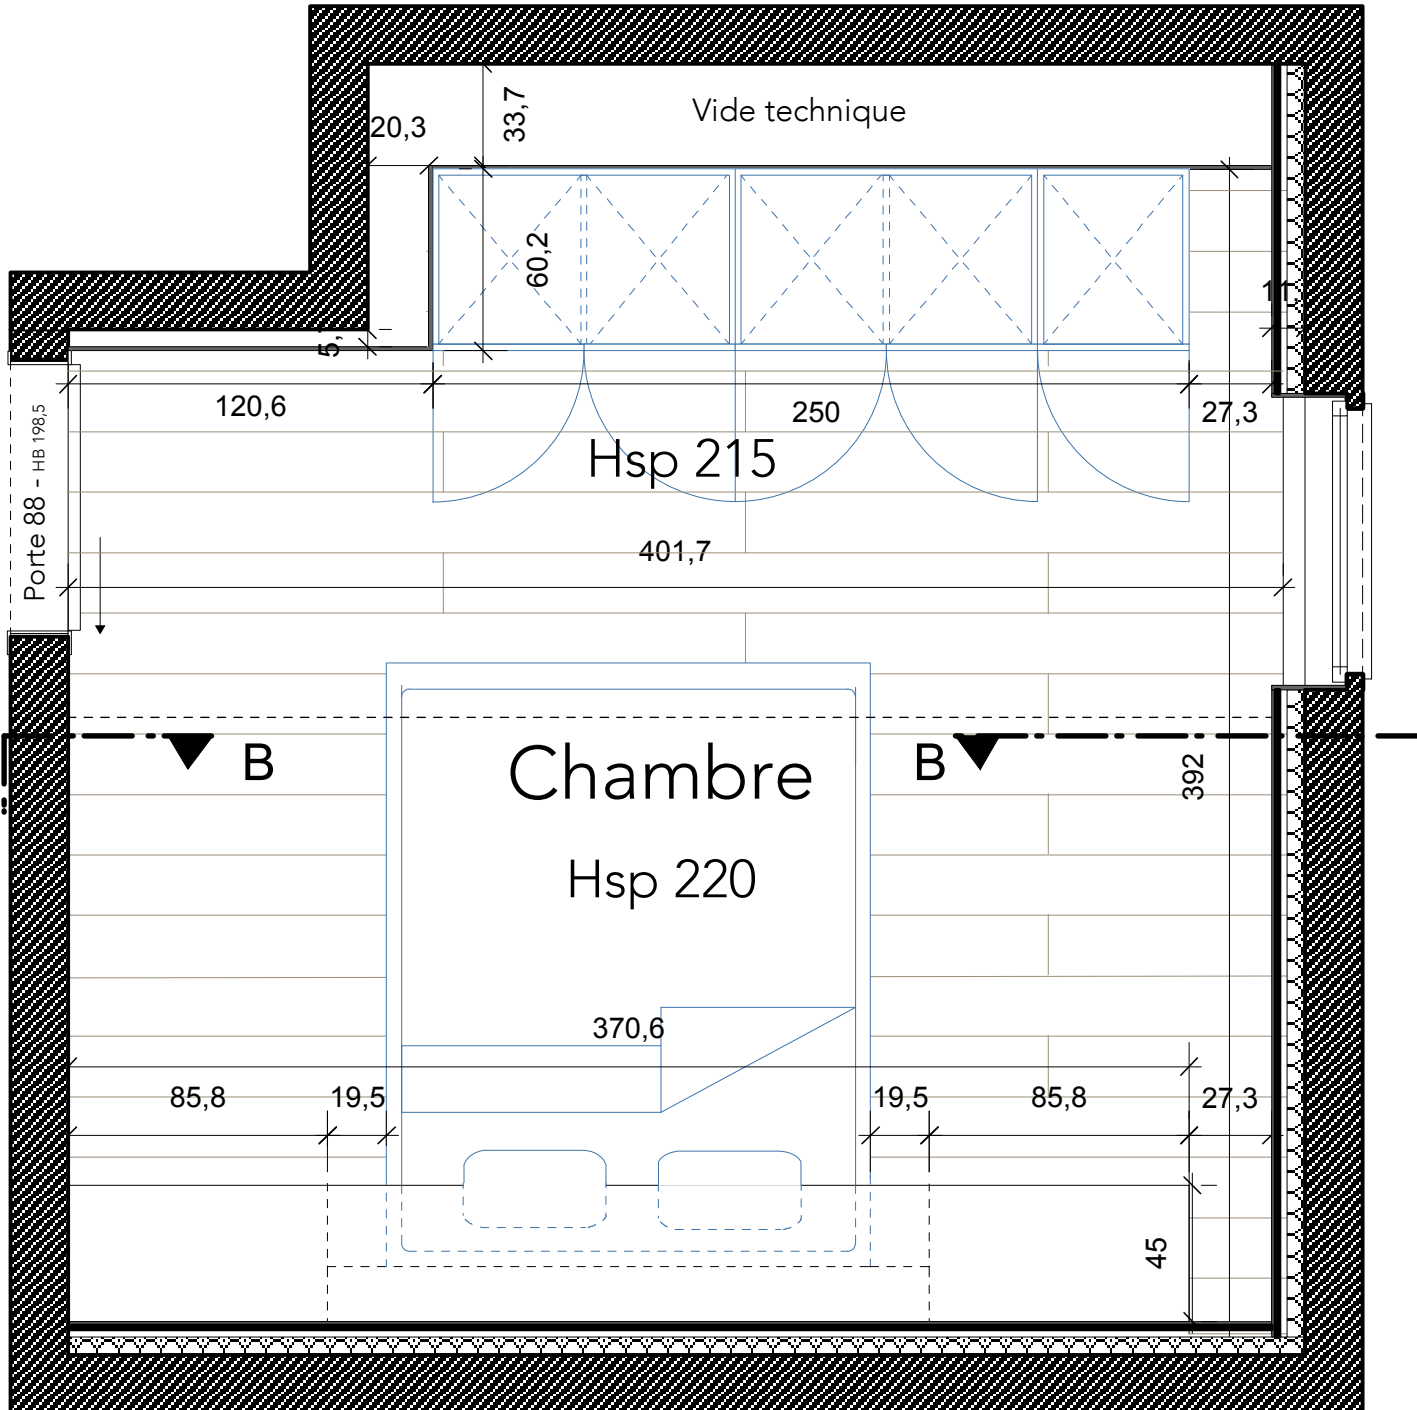 Vide technique
20,3
33,7
60,2
11
5,
120,6
250
27,3
Hsp 215
Porte 88 - HB 198,5
401,7
B
Chambre
B
392
Hsp 220
370,6
85,8
19,5
19,5
85,8
27,3
45